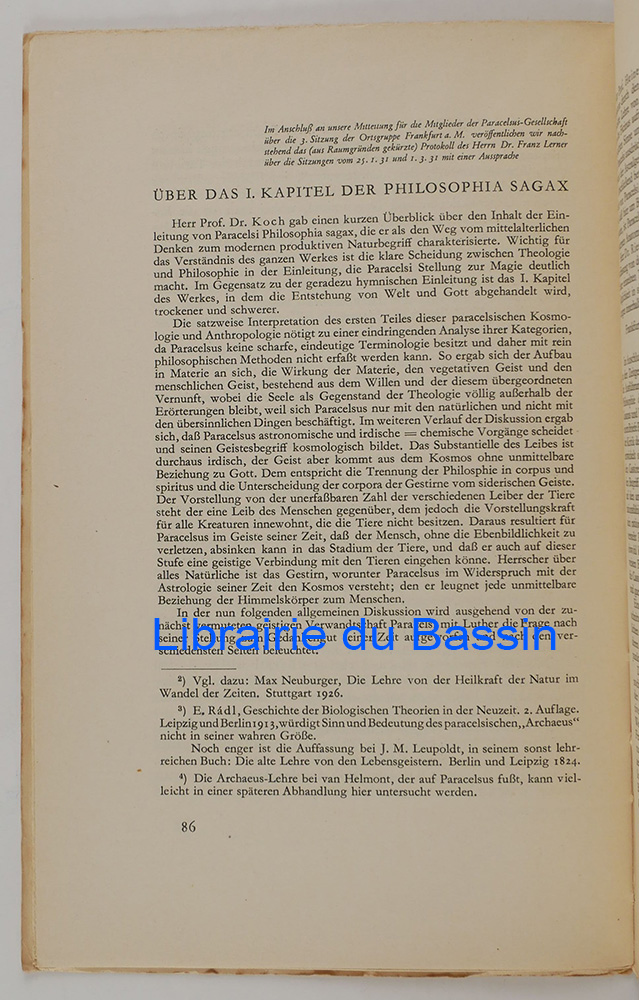 Im Anschluß an unsere Mitteilung für die Mitglieder der Paracelsus-Gesellschaft
über die 3. Sitzung der Ortsgruppe Frankfurt a. M. veröffentlichen wir nach-
stehend das (aus Raumgründen gekürzte) Protokoll des Herrn Dr. Franz Lerner
über die Sitzungen vom 25. 1. 31 und 1. 3. 31 mit einer Aussprache
ÜBER DAS I. KAPITEL DER PHILOSOPHIA SAGAX
Herr Prof. Dr. Koch gab einen kurzen Überblick über den Inhalt der Ein-
leitung von Paracelsi Philosophia sagax, die er als den Weg vom mittelalterlichen
Denken zum modernen produktiven Naturbegriff charakterisierte. Wichtig für
das Verständnis des ganzen Werkes ist die klare Scheidung zwischen Theologie
und Philosophie in der Einleitung, die Paracelsi Stellung zur Magie deutlich
macht. Im Gegensatz zu der geradezu hymnischen Einleitung ist das I. Kapitel
des Werkes, in dem die Entstehung von Welt und Gott abgehandelt wird,
trockener und schwerer.
Die satzweise Interpretation des ersten Teiles dieser paracelsischen Kosmo-
logie und Anthropologie nötigt zu einer eindringenden Analyse ihrer Kategorien,
da Paracelsus keine scharfe, eindeutige Terminologie besitzt und daher mit rein
philosophischen Methoden nicht erfaßt werden kann. So ergab sich der Aufbau
in Materie an sich, die Wirkung der Materie, den vegetativen Geist und den
menschlichen Geist, bestehend aus dem Willen und der diesem übergeordneten
Vernunft, wobei die Seele als Gegenstand der Theologie völlig außerhalb der
Erörterungen bleibt, weil sich Paracelsus nur mit den natürlichen und nicht mit
den übersinnlichen Dingen beschäftigt. Im weiteren Verlauf der Diskussion ergab
sich, daß Paracelsus astronomische und irdische = chemische Vorgänge scheidet
und seinen Geistesbegriff kosmologisch bildet. Das Substantielle des Leibes ist
durchaus irdisch, der Geist aber kommt aus dem Kosmos ohne unmittelbare
Beziehung zu Gott. Dem entspricht die Trennung der Philosphie in corpus und
spiritus und die Unterscheidung der corpora der Gestirne vom siderischen Geiste.
Der Vorstellung von der unerfaßbaren Zahl der verschiedenen Leiber der Tiere
steht der eine Leib des Menschen gegenüber, dem jedoch die Vorstellungskraft
für alle Kreaturen innewohnt, die die Tiere nicht besitzen. Daraus resultiert für
Paracelsus im Geiste seiner Zeit, daß der Mensch, ohne die Ebenbildlichkeit zu
verletzen, absinken kann in das Stadium der Tiere, und daß er auch auf dieser
Stufe eine geistige Verbindung mit den Tieren eingehen könne. Herrscher über
alles Natürliche ist das Gestirn, worunter Paracelsus im Widerspruch mit der
Astrologie seiner Zeit den Kosmos versteht; den er leugnet jede unmittelbare
Beziehung der Himmelskörper zum Menschen.
In der nun folgenden allgemeinen Diskussion wird ausgehend von der zu-
nächst vermuteten geistigen Verwandtschaft Paracelsi mit Luther die Frage nach
seiner Stellung zum Gedankengut seiner Zeit aufgeworfen und nach den ver-
schiedensten Seiten beleuchtet.
Librairie du Bassin
²) Vgl. dazu: Max Neuburger, Die Lehre von der Heilkraft der Natur im
Wandel der Zeiten. Stuttgart 1926.
³) E. Rádl, Geschichte der Biologischen Theorien in der Neuzeit. 2. Auflage.
Leipzig und Berlin 1913, würdigt Sinn und Bedeutung des paracelsischen „Archaeus“
nicht in seiner wahren Größe.
Noch enger ist die Auffassung bei J. M. Leupoldt, in seinem sonst lehr-
reichen Buch: Die alte Lehre von den Lebensgeistern. Berlin und Leipzig 1824.
⁴) Die Archaeus-Lehre bei van Helmont, der auf Paracelsus fußt, kann viel-
leicht in einer späteren Abhandlung hier untersucht werden.
86